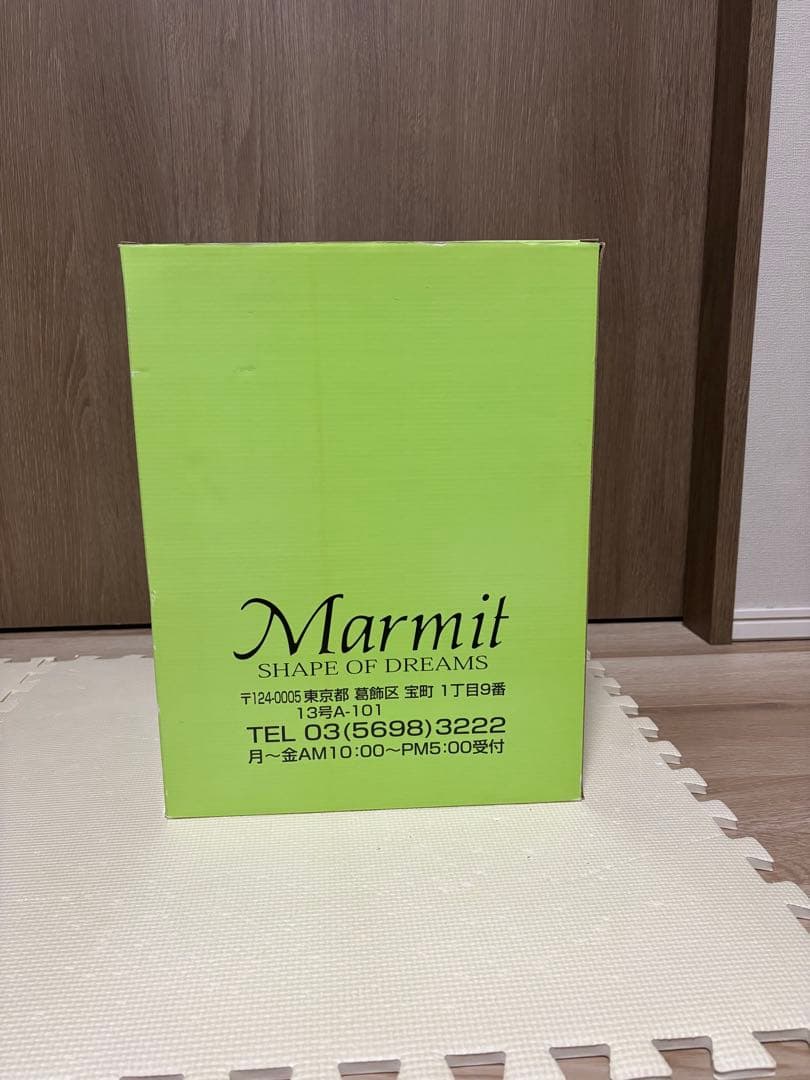 Marmit
SHAPE OF DREAMS
〒124-0005 東京都 葛飾区 宝町 1丁目9番
13号A-101
TEL 03(5698)3222
月〜金AM10:00〜PM5:00受付